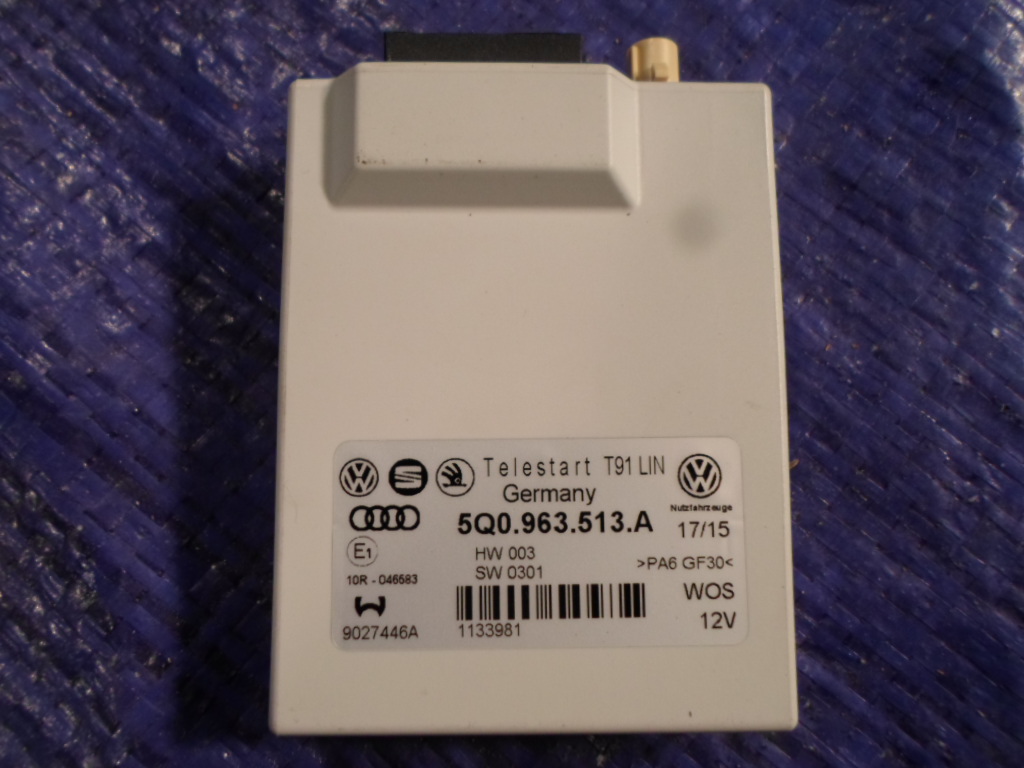 Telestart T91 LIN
Germany
Nutzfahrzeuge
5Q0.963.513.A
17/15
E1
HW 003
>PA6 GF30<
SW 0301
10R - 046583
WOS
12V
9027446A
1133981